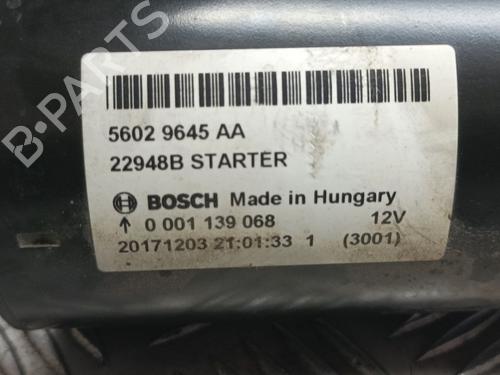 5602 9645 AA
22948B STARTER
BOSCH Made in Hungary
↑ 0 001 139 068 12V
20171203 21:01:33 1 (3001)
B-PARTS